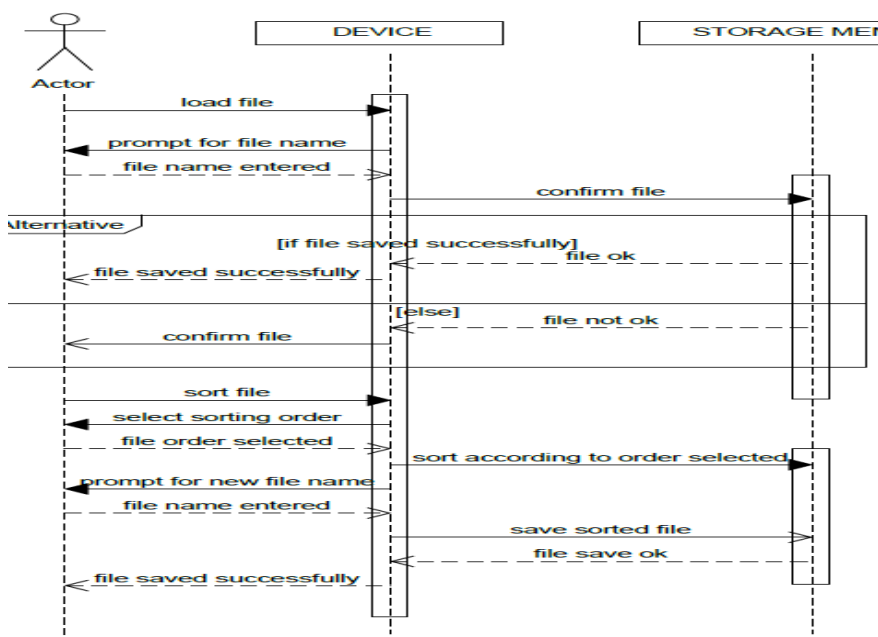 DEVICE
STORAGE
Actor
load file
prompt for file name
file name entered
confirm file
Alternative
[if file saved successfully]
file ok
file saved successfully
[else]
file not ok
confirm file
sort file
select sorting order
file order selected
sort according to order selected
prompt for new file name
file name entered
save sorted file
file save ok
file saved successfully